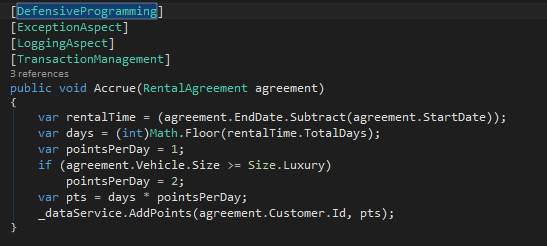 [DefensiveProgramming]
[ExceptionAspect]
[LoggingAspect]
[TransactionManagement]
3 references
public void Accrue(RentalAgreement agreement)
{
    var rentalTime = (agreement.EndDate.Subtract(agreement.StartDate));
    var days = (int)Math.Floor(rentalTime.TotalDays);
    var pointsPerDay = 1;
    if (agreement.Vehicle.Size >= Size.Luxury)
        pointsPerDay = 2;
    var pts = days * pointsPerDay;
    _dataService.AddPoints(agreement.Customer.Id, pts);
}